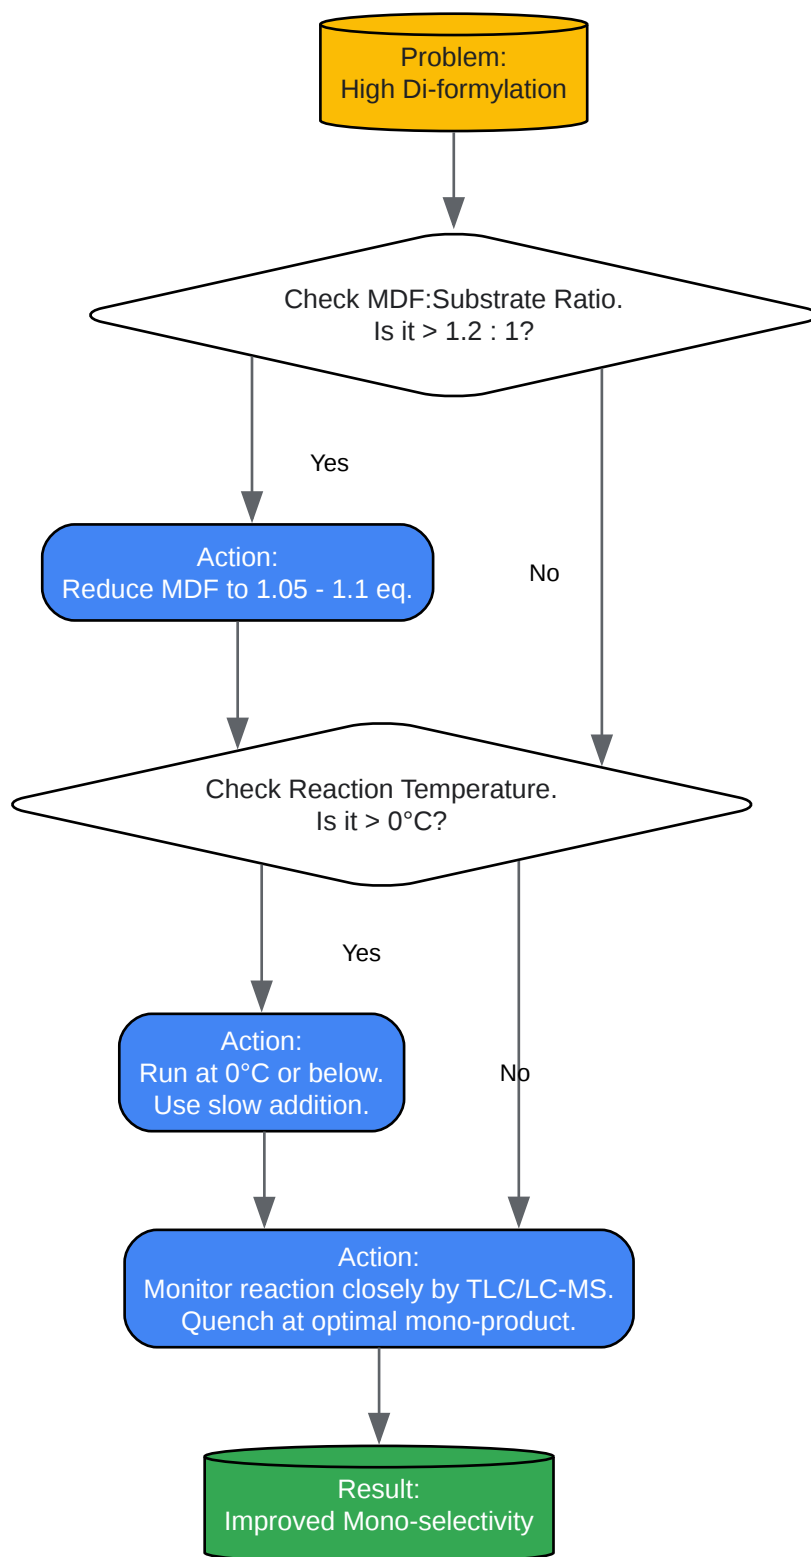 Problem:
High Di-formylation
Check MDF:Substrate Ratio.
Is it > 1.2 : 1?
Yes
No
Action:
Reduce MDF to 1.05 - 1.1 eq.
Check Reaction Temperature.
Is it > 0°C?
Yes
No
Action:
Run at 0°C or below.
Use slow addition.
Action:
Monitor reaction closely by TLC/LC-MS.
Quench at optimal mono-product.
Result:
Improved Mono-selectivity